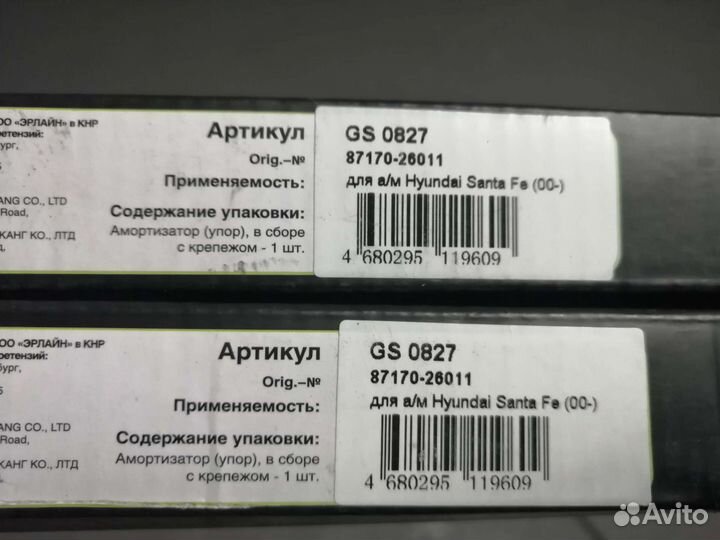 ОО «ЭРЛАЙН» в КНР
ретензий:
ург,
5
ANG CO., LTD
Road,
КАНГ КО., ЛТД
д.
Артикул
Orig.–№
Применяемость:
Содержание упаковки:
Амортизатор (упор), в сборе
с крепежом - 1 шт.
GS 0827
87170-26011
для а/м Hyundai Santa Fe (00-)
4 680295 119609
ОО «ЭРЛАЙН» в КНР
ретензий:
бург,
5
ANG CO., LTD
Road,
КАНГ КО., ЛТД
д.
Артикул
Orig.–№
Применяемость:
Содержание упаковки:
Амортизатор (упор), в сборе
с крепежом - 1 шт.
GS 0827
87170-26011
для а/м Hyundai Santa Fe (00-)
4 680295 119609
Avito